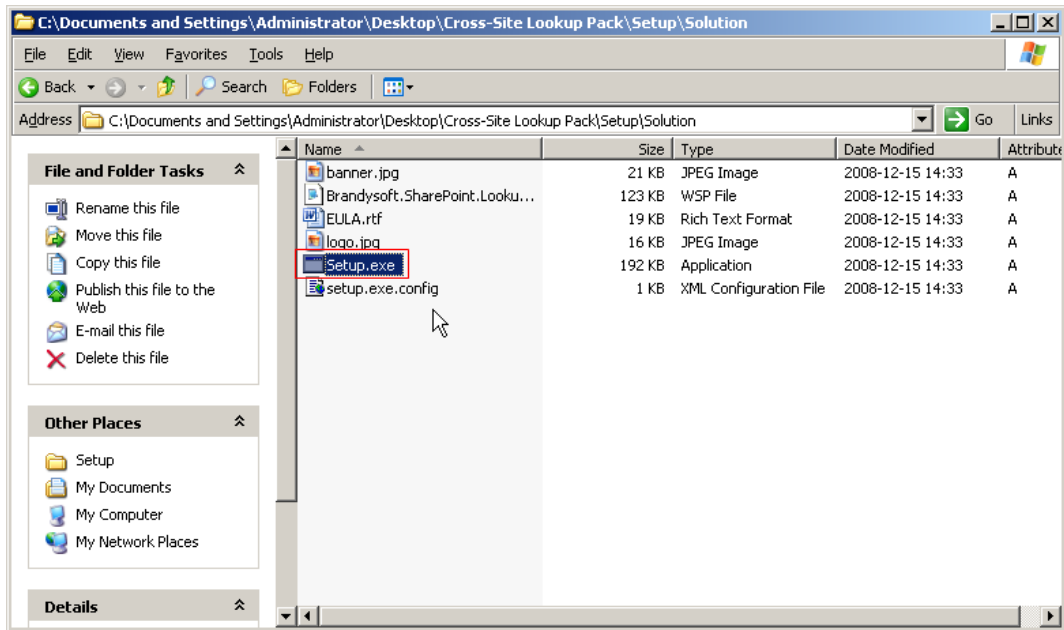 C:\Documents and Settings\Administrator\Desktop\Cross-Site Lookup Pack\Setup\Solution
File Edit View Favorites Tools Help
Back Search Folders
Address C:\Documents and Settings\Administrator\Desktop\Cross-Site Lookup Pack\Setup\Solution Go Links
File and Folder Tasks
Rename this file
Move this file
Copy this file
Publish this file to the
Web
E-mail this file
Delete this file
Other Places
Setup
My Documents
My Computer
My Network Places
Details
Name Size Type Date Modified Attribute
banner.jpg 21 KB JPEG Image 2008-12-15 14:33 A
Brandysoft.SharePoint.Looku... 123 KB WSP File 2008-12-15 14:33 A
EULA.rtf 19 KB Rich Text Format 2008-12-15 14:33 A
logo.jpg 16 KB JPEG Image 2008-12-15 14:33 A
Setup.exe 192 KB Application 2008-12-15 14:33 A
setup.exe.config 1 KB XML Configuration File 2008-12-15 14:33 A